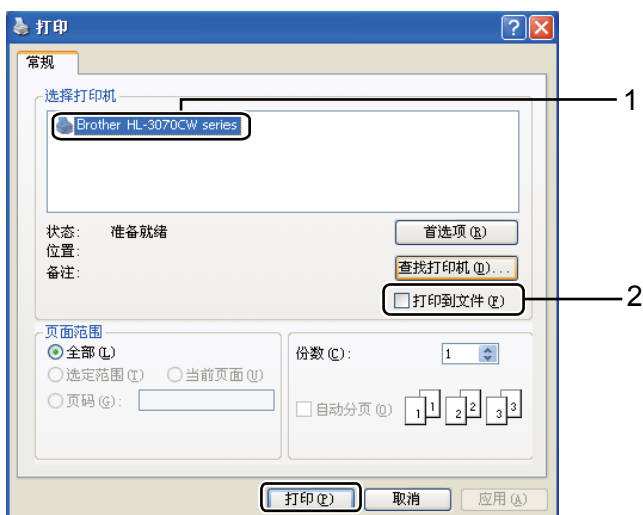 打印
常规
选择打印机
1
Brother HL-3070CW series
状态: 准备就绪
首选项(R)
位置:
查找打印机(D)...
备注:
打印到文件(F)
2
页面范围
全部(L)
份数(C): 1
选定范围(T) 当前页面(U)
页码(G):
自动分页(O) 1 1 2 2 3 3
打印(P) 取消 应用(A)